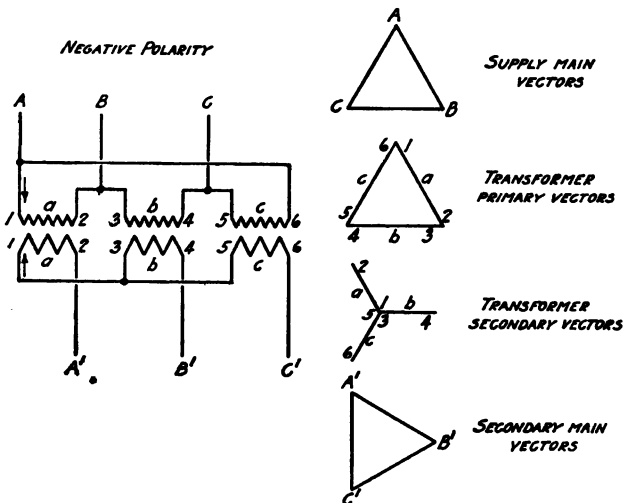 NEGATIVE POLARITY
A B C
a b c
1 2 3 4 5 6
1 2 3 4 5 6
a b c
A' B' C'
A
C B
SUPPLY MAIN
VECTORS
6 1
c a
5 2
4 b 3
TRANSFORMER
PRIMARY VECTORS
2
a 1 b
5 3 4
c
6
TRANSFORMER
SECONDARY VECTORS
A'
B'
C'
SECONDARY MAIN
VECTORS